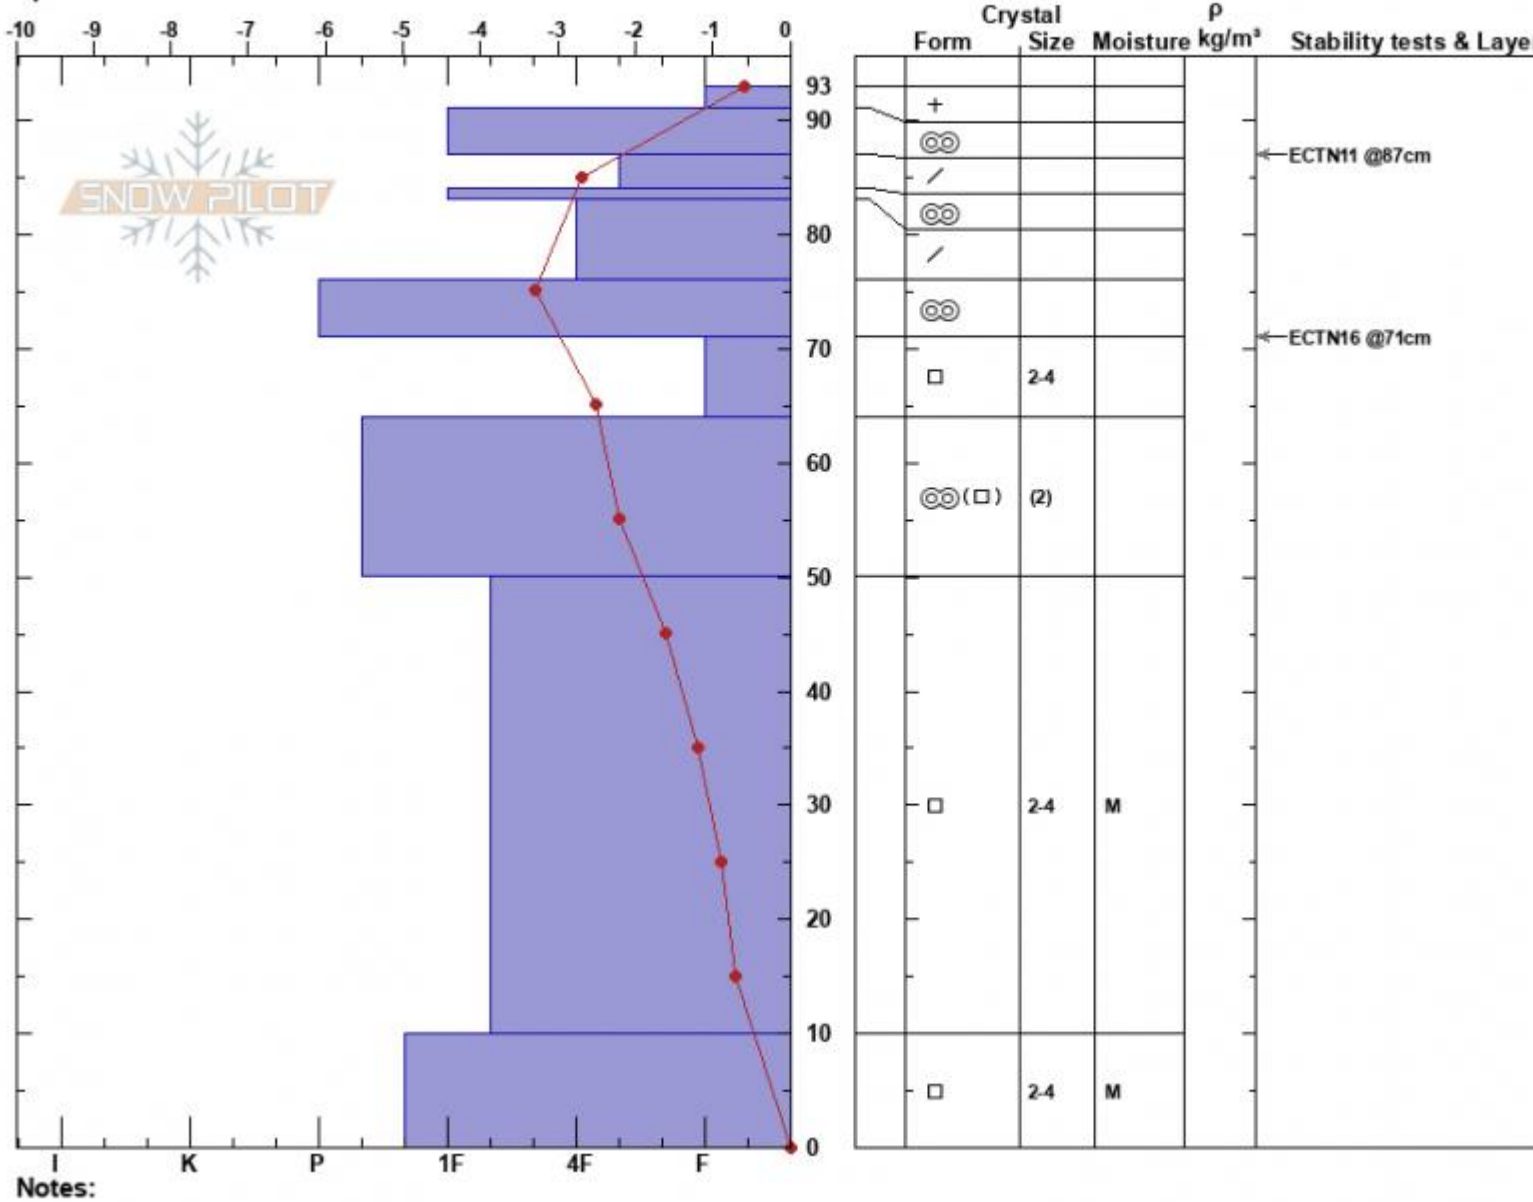 Crystal ρ
-10 -9 -8 -7 -6 -5 -4 -3 -2 -1 0 Form Size Moisture kg/m³ Stability tests & Laye
93
+
90
SNOW PILOT
ECTN11 @87cm
80
ECTN16 @71cm
70
2-4
60
(□) (2)
50
40
30 2-4 M
20
10
2-4 M
0
I K P 1F 4F F
Notes: